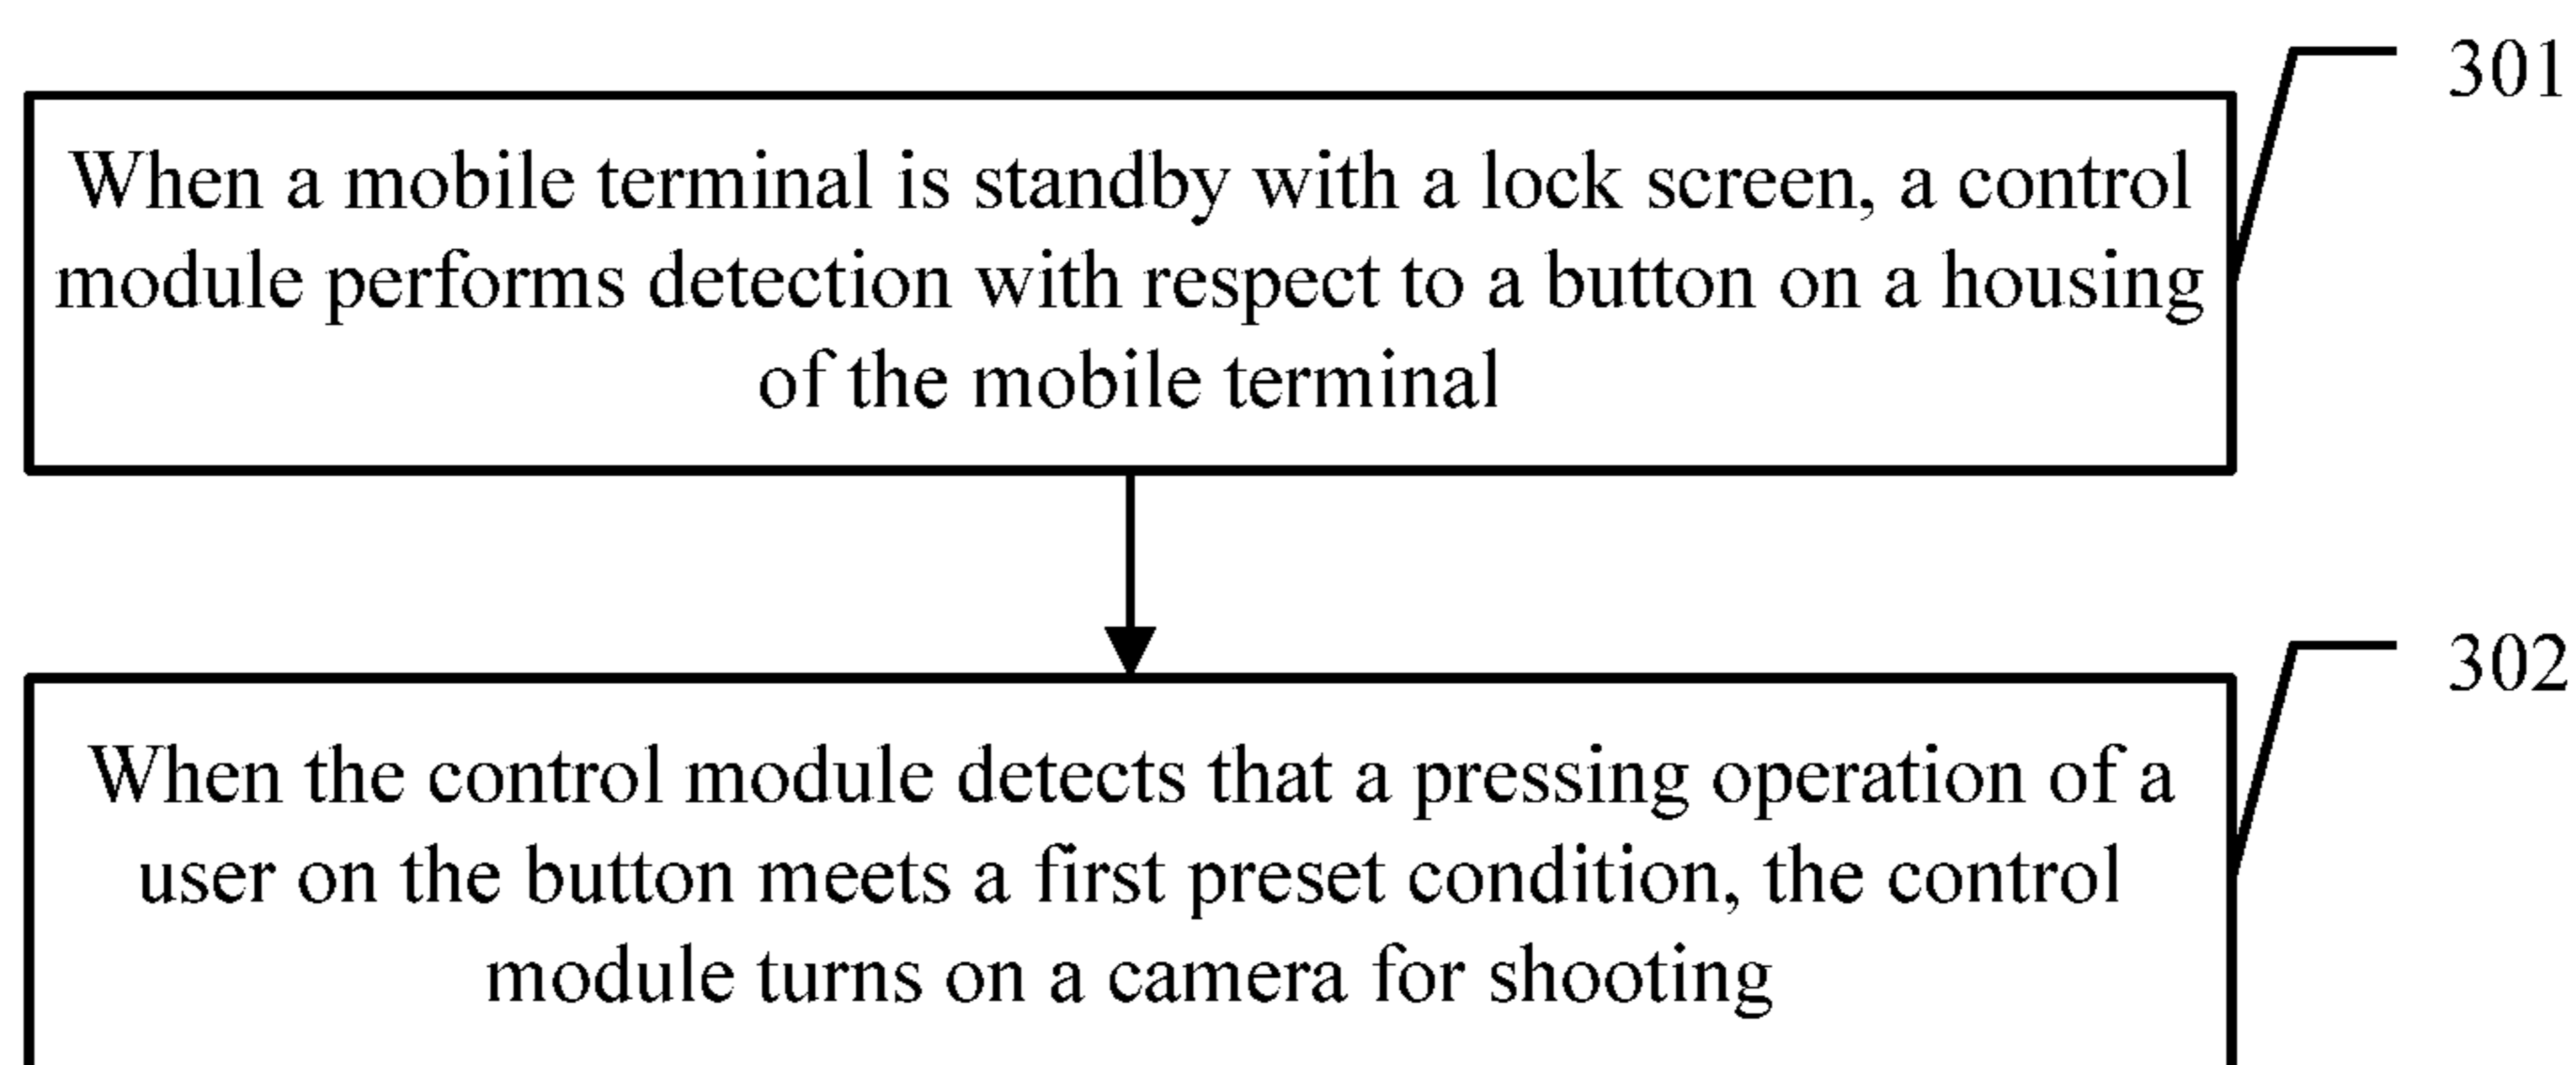 301
When a mobile terminal is standby with a lock screen, a control
module performs detection with respect to a button on a housing
of the mobile terminal
302
When the control module detects that a pressing operation of a
user on the button meets a first preset condition, the control
module turns on a camera for shooting